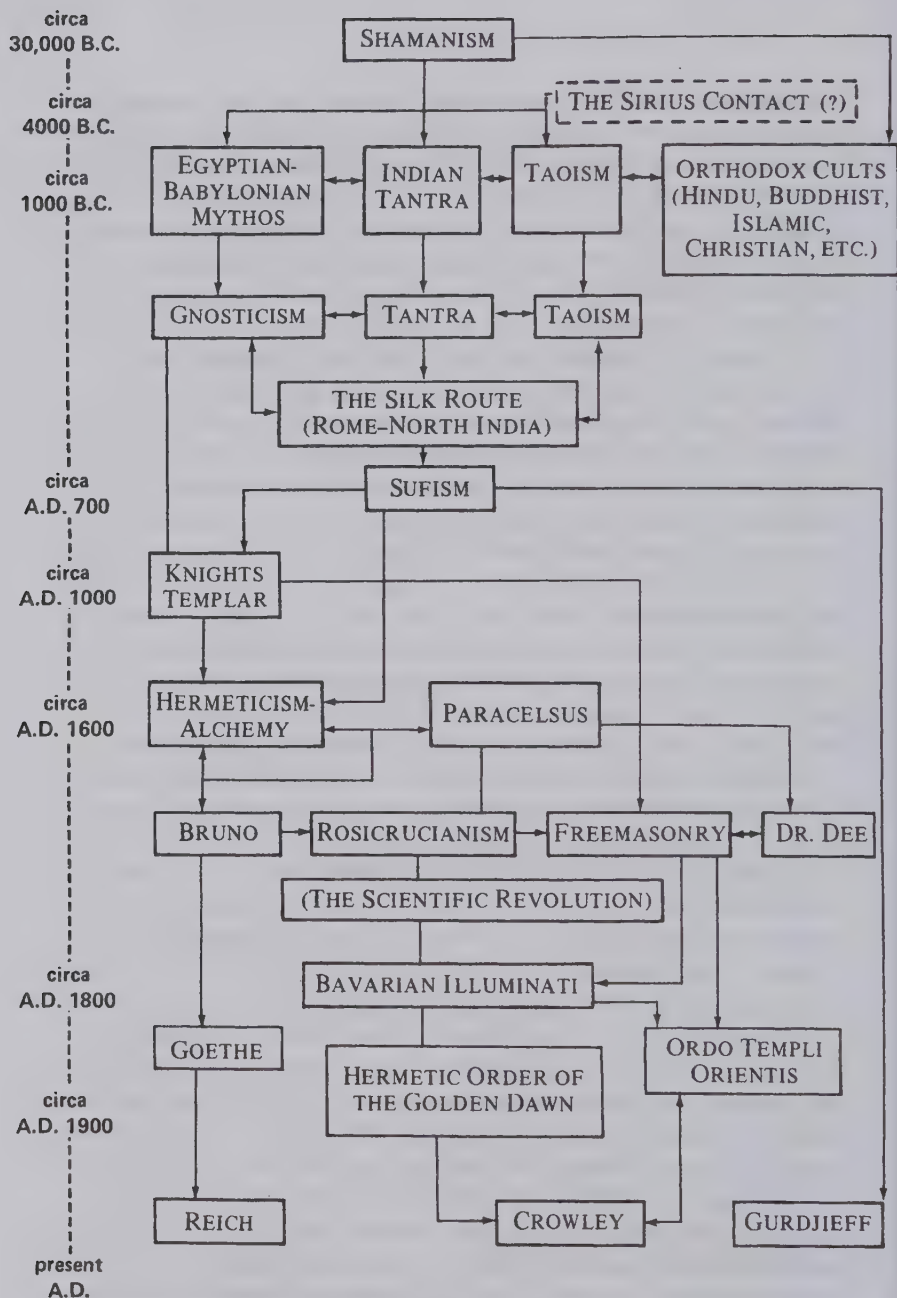 circa
30,000 B.C.
SHAMANISM
circa
4000 B.C.
THE SIRIUS CONTACT (?)
circa
1000 B.C.
EGYPTIAN-
BABYLONIAN
MYTHOS
INDIAN
TANTRA
TAOISM
ORTHODOX CULTS
(HINDU, BUDDHIST,
ISLAMIC,
CHRISTIAN, ETC.)
GNOSTICISM
TANTRA
TAOISM
THE SILK ROUTE
(ROME–NORTH INDIA)
circa
A.D. 700
SUFISM
circa
A.D. 1000
KNIGHTS
TEMPLAR
circa
A.D. 1600
HERMETICISM-
ALCHEMY
PARACELSUS
BRUNO
ROSICRUCIANISM
FREEMASONRY
DR. DEE
(THE SCIENTIFIC REVOLUTION)
circa
A.D. 1800
BAVARIAN ILLUMINATI
GOETHE
ORDO TEMPLI
ORIENTIS
circa
A.D. 1900
HERMETIC ORDER OF
THE GOLDEN DAWN
REICH
CROWLEY
GURDJIEFF
present
A.D.